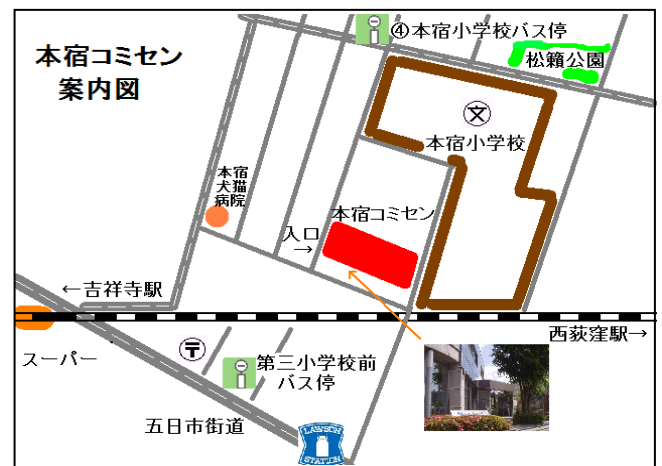 本宿コミセン
案内図
④本宿小学校バス停
松籟公園
文
本宿小学校
本宿
犬猫
病院
本宿コミセン
入口
→
←吉祥寺駅
西荻窪駅→
スーパー
〒
第三小学校前
バス停
五日市街道
LAWSON
STATION